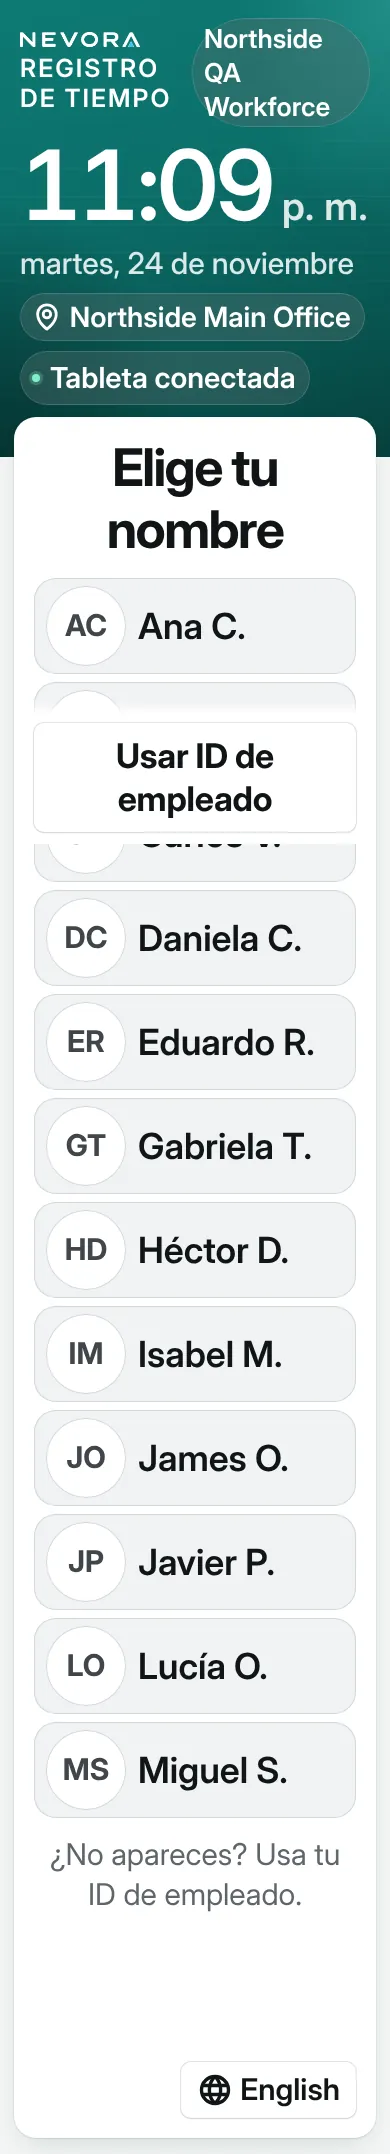 NEVORA
REGISTRO
DE TIEMPO
Northside
QA
Workforce
11:09 p. m.
martes, 24 de noviembre
Northside Main Office
Tableta conectada
Elige tu
nombre
AC Ana C.
Usar ID de
empleado
DC Daniela C.
ER Eduardo R.
GT Gabriela T.
HD Héctor D.
IM Isabel M.
JO James O.
JP Javier P.
LO Lucía O.
MS Miguel S.
¿No apareces? Usa tu
ID de empleado.
English